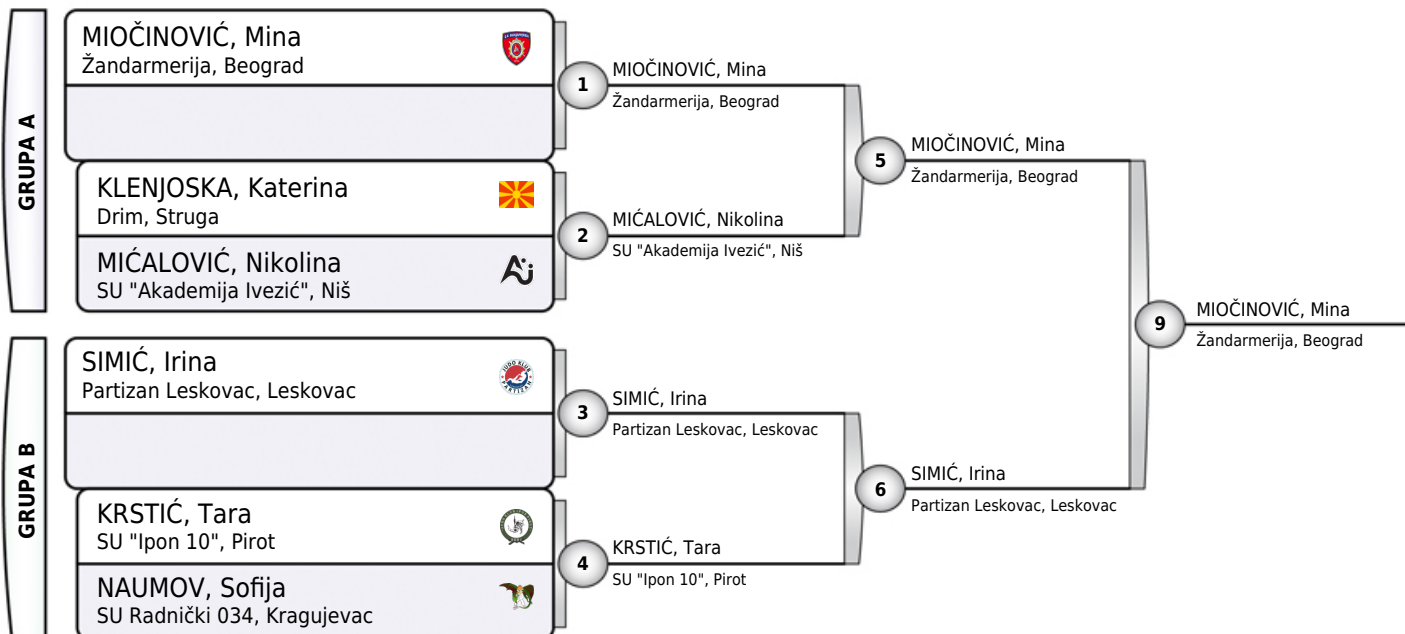 GRUPA A
MIOČINOVIĆ, Mina
Žandarmerija, Beograd
KLENJOSKA, Katerina
Drim, Struga
MIĆALOVIĆ, Nikolina
SU "Akademija Ivezić", Niš
GRUPA B
SIMIĆ, Irina
Partizan Leskovac, Leskovac
KRSTIĆ, Tara
SU "Ipon 10", Pirot
NAUMOV, Sofija
SU Radnički 034, Kragujevac
1
MIOČINOVIĆ, Mina
Žandarmerija, Beograd
2
MIĆALOVIĆ, Nikolina
SU "Akademija Ivezić", Niš
3
SIMIĆ, Irina
Partizan Leskovac, Leskovac
4
KRSTIĆ, Tara
SU "Ipon 10", Pirot
5
MIOČINOVIĆ, Mina
Žandarmerija, Beograd
6
SIMIĆ, Irina
Partizan Leskovac, Leskovac
9
MIOČINOVIĆ, Mina
Žandarmerija, Beograd